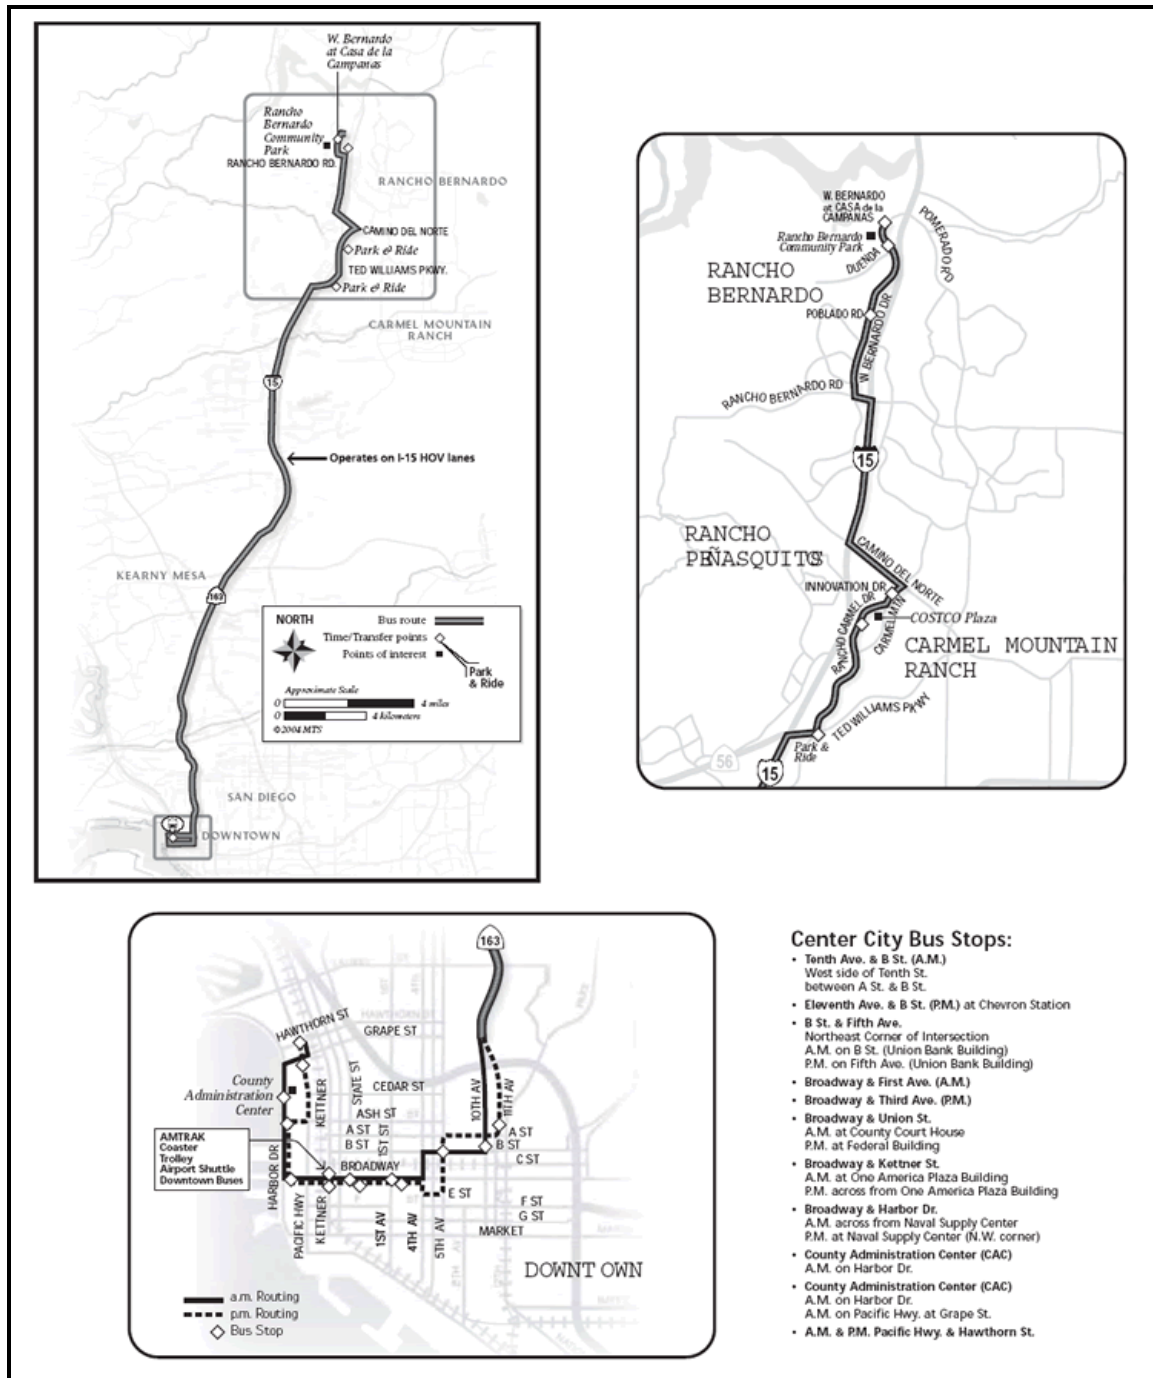 W. Bernardo
at Casa de la
Campanas
Rancho
Bernardo
Community
Park
RANCHO BERNARDO RD.
RANCHO BERNARDO
CAMINO DEL NORTE
Park & Ride
TED WILLIAMS PKWY.
Park & Ride
CARMEL MOUNTAIN
RANCH
15
Operates on I-15 HOV lanes
KEARNY MESA
163
NORTH
Bus route
Time/Transfer points
Points of interest
Park
& Ride
Approximate Scale
0 4 miles
0 4 kilometers
©2004 MTS
SAN DIEGO
DOWNTOWN
W. BERNARDO
at CASA de la
CAMPANAS
Rancho Bernardo
Community Park
DUENDA
POMERADO RD
RANCHO
BERNARDO
POBLADO RD
W BERNARDO DR
RANCHO BERNARDO RD
15
RANCHO
PEÑASQUITOS
CAMINO DEL NORTE
INNOVATION DR
COSTCO Plaza
RANCHO CARMEL DR
CARMEL MTN
CARMEL MOUNTAIN
RANCH
TED WILLIAMS PKWY
Park &
Ride
56
15
163
HAWTHORN ST
HAWTHORN ST
GRAPE ST
County
Administration
Center
KETTNER
STATE ST
CEDAR ST
10TH AV
11TH AV
ASH ST
A ST
B ST
1ST ST
A ST
B ST
C ST
AMTRAK
Coaster
Trolley
Airport Shuttle
Downtown Buses
BROADWAY
HARBOR DR
PACIFIC HWY
KETTNER
1ST AV
4TH AV
5TH AV
E ST
F ST
G ST
MARKET
DOWNTOWN
a.m. Routing
p.m. Routing
Bus Stop
Center City Bus Stops:
• Tenth Ave. & B St. (A.M.)
West side of Tenth St.
between A St. & B St.
• Eleventh Ave. & B St. (P.M.) at Chevron Station
• B St. & Fifth Ave.
Northeast Corner of Intersection
A.M. on B St. (Union Bank Building)
P.M. on Fifth Ave. (Union Bank Building)
• Broadway & First Ave. (A.M.)
• Broadway & Third Ave. (P.M.)
• Broadway & Union St.
A.M. at County Court House
P.M. at Federal Building
• Broadway & Kettner St.
A.M. at One America Plaza Building
P.M. across from One America Plaza Building
• Broadway & Harbor Dr.
A.M. across from Naval Supply Center
P.M. at Naval Supply Center (N.W. corner)
• County Administration Center (CAC)
A.M. on Harbor Dr.
• County Administration Center (CAC)
A.M. on Harbor Dr.
A.M. on Pacific Hwy. at Grape St.
• A.M. & P.M. Pacific Hwy. & Hawthorn St.